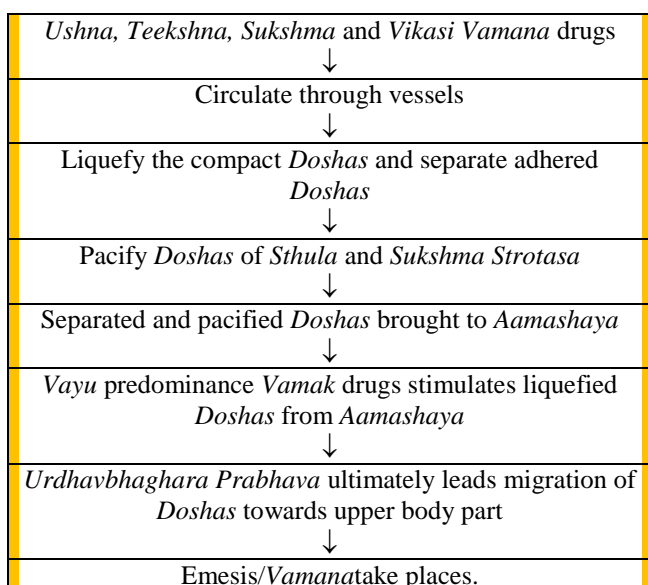 Ushna, Teekshna, Sukshma and Vikasi Vamana drugs
↓
Circulate through vessels
↓
Liquefy the compact Doshas and separate adhered
Doshas
↓
Pacify Doshas of Sthula and Sukshma Strotasa
↓
Separated and pacified Doshas brought to Aamashaya
↓
Vayu predominance Vamak drugs stimulates liquefied
Doshas from Aamashaya
↓
Urdhavbhaghara Prabhava ultimately leads migration of
Doshas towards upper body part
↓
Emesis/Vamanatake places.